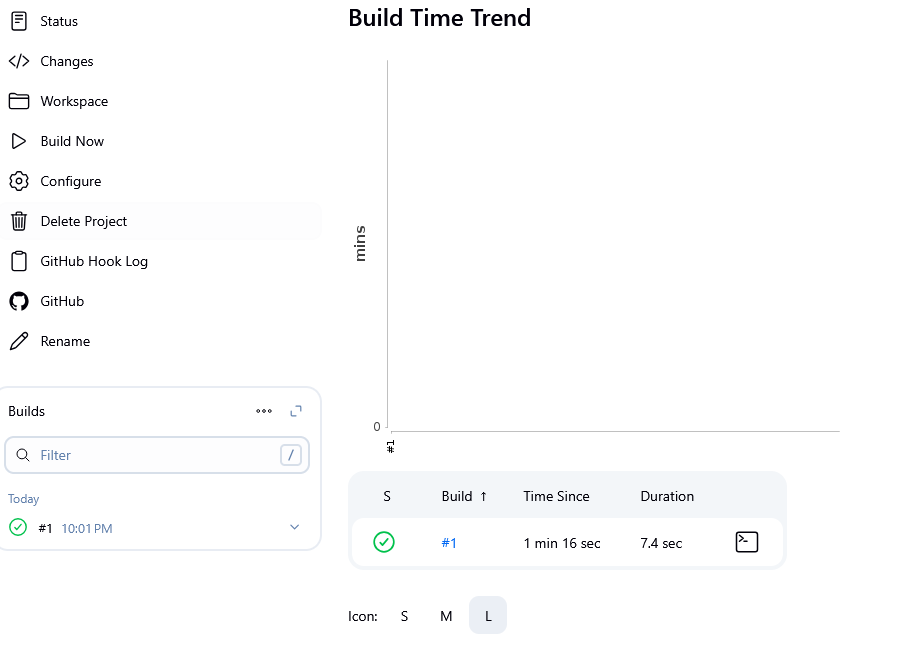 Status
Changes
Workspace
Build Now
Configure
Delete Project
GitHub Hook Log
GitHub
Rename
Builds
Filter /
Today
#1 10:01 PM
Build Time Trend
mins
0
#1
S Build ↑ Time Since Duration
#1 1 min 16 sec 7.4 sec
Icon: S M L